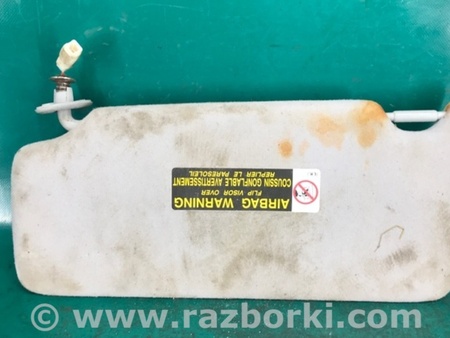 AIRBAG WARNING
FLIP VISOR OVER
COUSSIN GONFLABLE AVERTISSEMENT
REPLIER LE PARESOLEIL
www.razborki.com